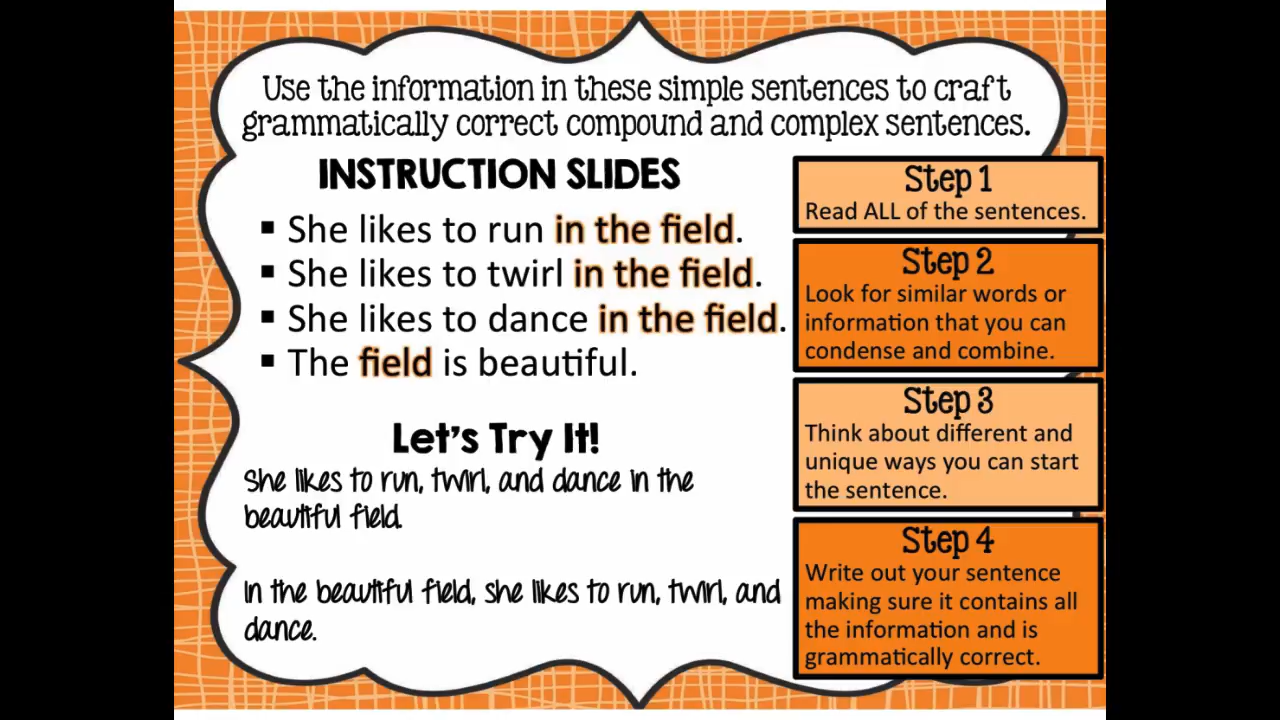 Use the information in these simple sentences to craft
grammatically correct compound and complex sentences.
INSTRUCTION SLIDES
▪ She likes to run in the field.
▪ She likes to twirl in the field.
▪ She likes to dance in the field.
▪ The field is beautiful.
Let's Try It!
She likes to run, twirl, and dance in the
beautiful field.
In the beautiful field, she likes to run, twirl, and
dance.
Step 1
Read ALL of the sentences.
Step 2
Look for similar words or
information that you can
condense and combine.
Step 3
Think about different and
unique ways you can start
the sentence.
Step 4
Write out your sentence
making sure it contains all
the information and is
grammatically correct.